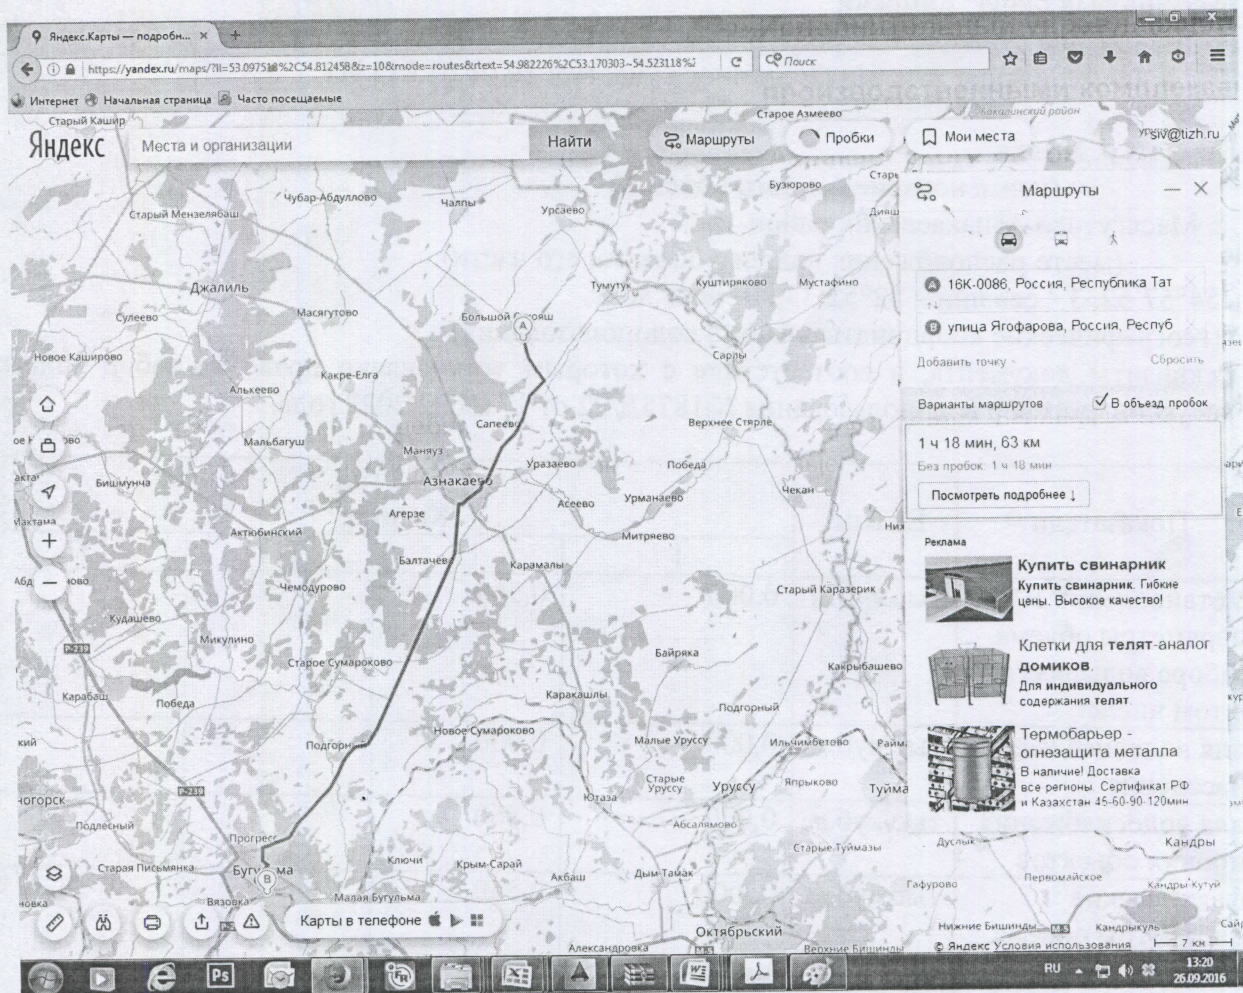 Яндекс.Карты — подробн... ×
+
https://yandex.ru/maps/?ll=53.097518%2C54.812458&z=10&mode=routes&rtext=54.982226%2C53.170303~54.523118%2
Поиск
Интернет
Начальная страница
Часто посещаемые
Старый Кашир
Старое Азмеево
Бакалинский район
Яндекс
Места и организации
Найти
Маршруты
Пробки
Мои места
siv@tizh.ru
Чубар-Абдуллово
Чалпы
Урсаево
Бузюрово
Старый Мензелябаш
Маршруты
Джалиль
Тумутук
Куштиряково
Мустафино
A 16К-0086, Россия, Республика Тат
Сулеево
Масягутово
A
B улица Ягофарова, Россия, Респуб
Новое Каширово
Какре-Елга
Сарлы
Добавить точку
Сбросить
Алькеево
Варианты маршрутов
В объезд пробок
Сапеево
Верхнее Стярле
Мальбагуш
Маняуз
1 ч 18 мин, 63 км
Без пробок: 1 ч 18 мин
Уразаево
Победа
Бишмунча
Азнакаево
Чекан
Посмотреть подробнее ↓
Агерзе
Асеево
Урманаево
Актюбинский
Митряево
Реклама
Балтачево
Карамалы
Купить свинарник
Купить свинарник. Гибкие
цены. Высокое качество!
Чемодурово
Старый Каразерик
Кудашево
Микулино
Р-239
Старое Сумароково
Байряка
Какрыбашево
Клетки для телят-аналог
домиков.
Для индивидуального
содержания телят
Карабаш
Победа
Каракашлы
Подгорный
Новое Сумароково
Малые Уруссу
Ильчимбетово
Подгорный
Термобарьер -
огнезащита металла
В наличие! Доставка
все регионы. Сертификат РФ
и Казахстан 45-60-90-120мин
Старые
Уруссу
Уруссу
Япрыково
Р-239
Ютаза
Подлесный
Абсалямово
Прогресс
Старые Туймазы
Кандры
Старая Письмянка
Ключи
Крым-Сарай
Акбаш
Дым-Тамак
Гафурово
Первомайское
Кандры-Кутуй
B
Вязовка
Малая Бугульма
Карты в телефоне
Октябрьский
Нижние Бишинды
М-5
Кандрыкуль
Александровка
М-5
Верхние Бишинды
© Яндекс Условия использования
7 км
Ps
RU
13:20
26.09.2016